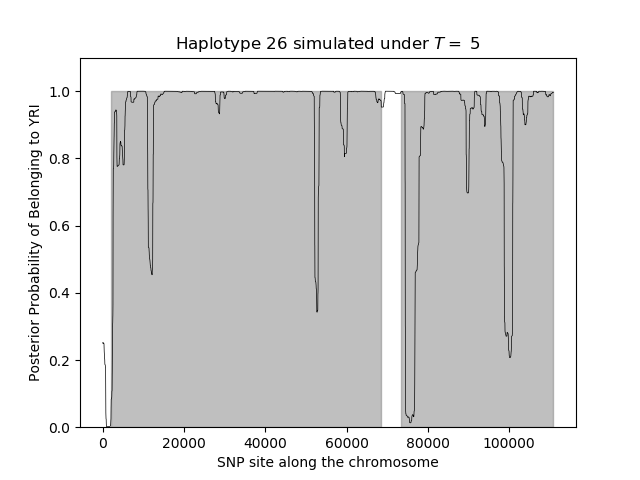 Haplotype 26 simulated under T = 5
Posterior Probability of Belonging to YRI
1.0
0.8
0.6
0.4
0.2
0.0
0 20000 40000 60000 80000 100000
SNP site along the chromosome